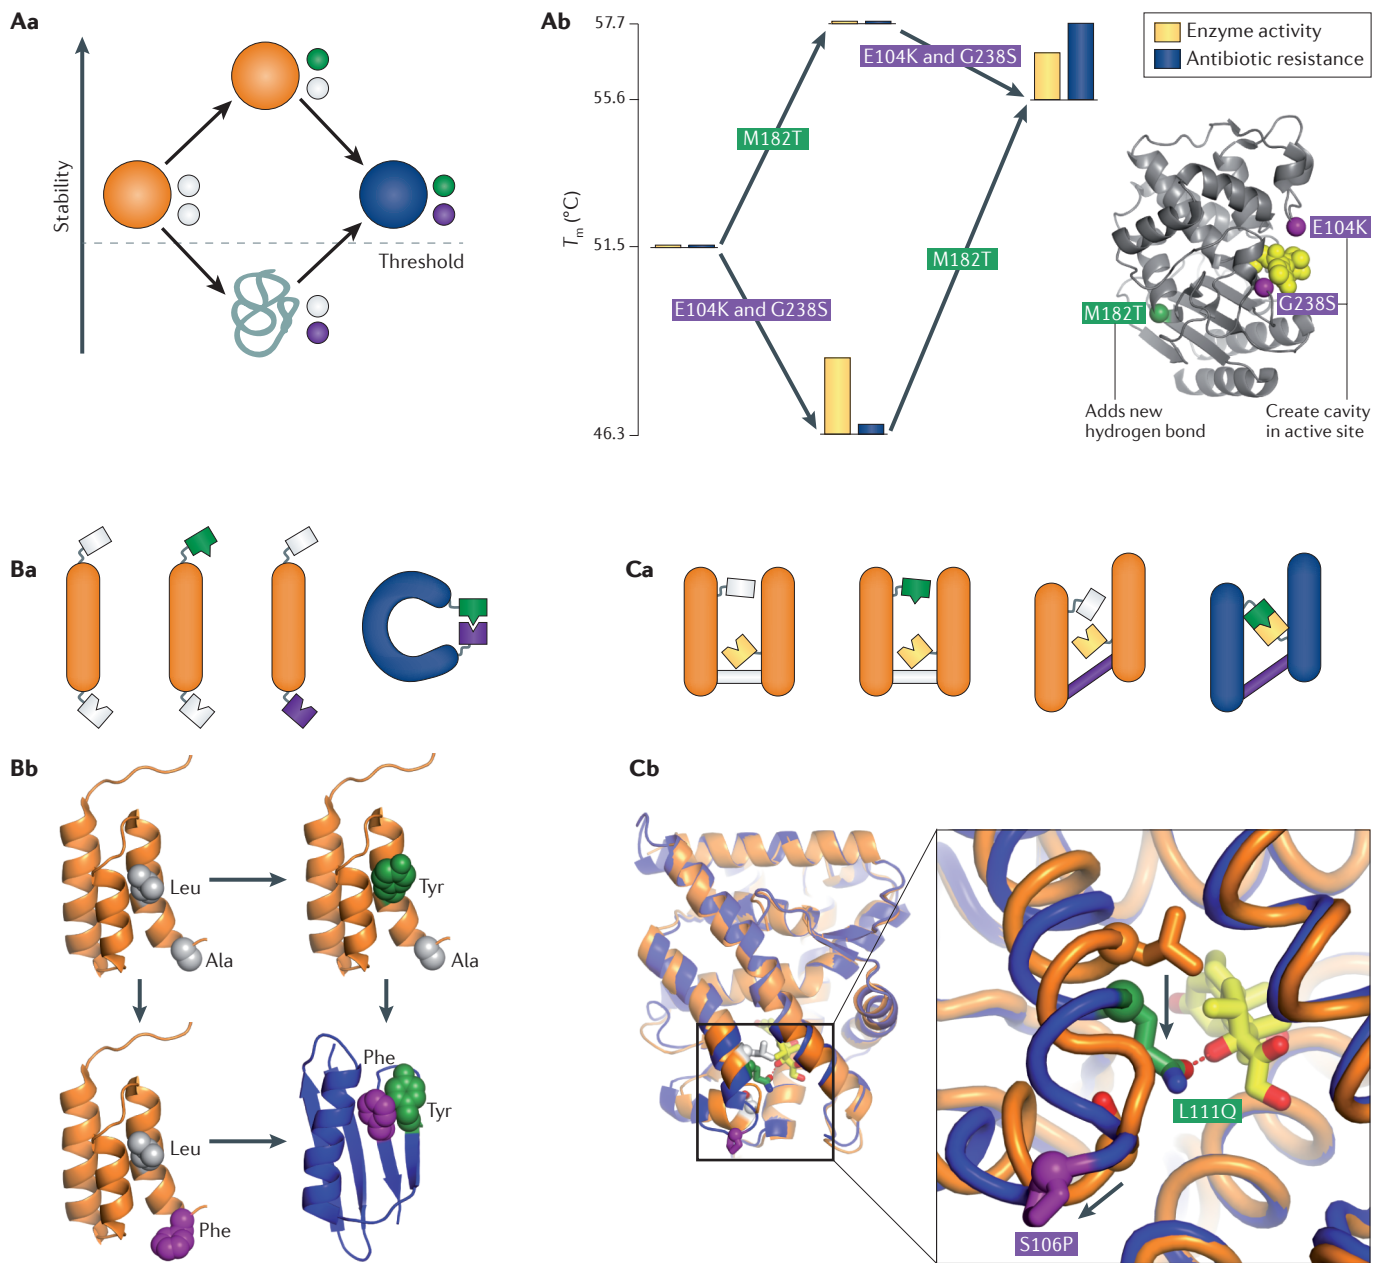 Aa
Stability
Threshold
Ab
57.7
55.6
51.5
46.3
Tm (°C)
E104K and G238S
M182T
M182T
E104K and G238S
Enzyme activity
Antibiotic resistance
E104K
G238S
M182T
Adds new
hydrogen bond
Create cavity
in active site
Ba
Ca
Bb
Leu
Ala
Tyr
Ala
Leu
Phe
Phe
Tyr
Cb
L111Q
S106P